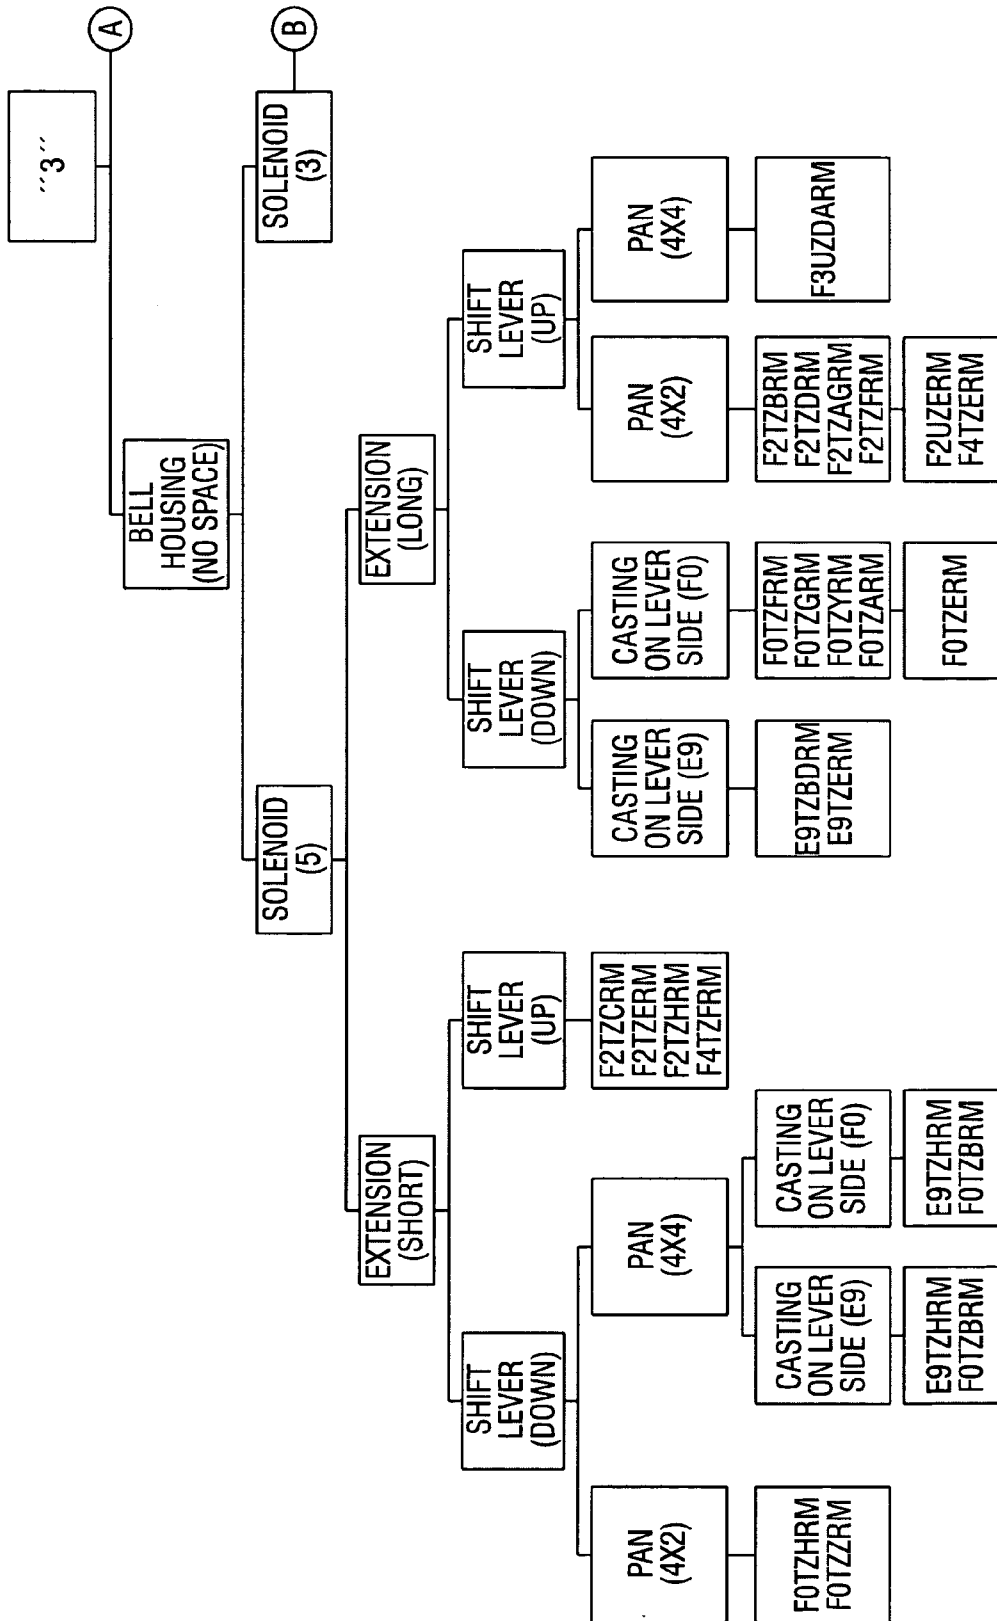 "3"
A
BELL
HOUSING
(NO SPACE)
SOLENOID
(5)
SOLENOID
(3)
B
EXTENSION
(SHORT)
EXTENSION
(LONG)
SHIFT
LEVER
(DOWN)
SHIFT
LEVER
(UP)
SHIFT
LEVER
(DOWN)
SHIFT
LEVER
(UP)
PAN
(4X2)
PAN
(4X4)
F2TZCRM
F2TZERM
F2TZHRM
F4TZFRM
CASTING
ON LEVER
SIDE (E9)
CASTING
ON LEVER
SIDE (F0)
PAN
(4X2)
PAN
(4X4)
F0TZHRM
F0TZZRM
CASTING
ON LEVER
SIDE (E9)
CASTING
ON LEVER
SIDE (F0)
E9TZBDRM
E9TZERM
F0TZFRM
F0TZGRM
F0TZYRM
F0TZARM
F2TZBRM
F2TZDRM
F2TZAGRM
F2TZFRM
F3UZDARM
E9TZHRM
F0TZBRM
E9TZHRM
F0TZBRM
F0TZERM
F2UZERM
F4TZERM